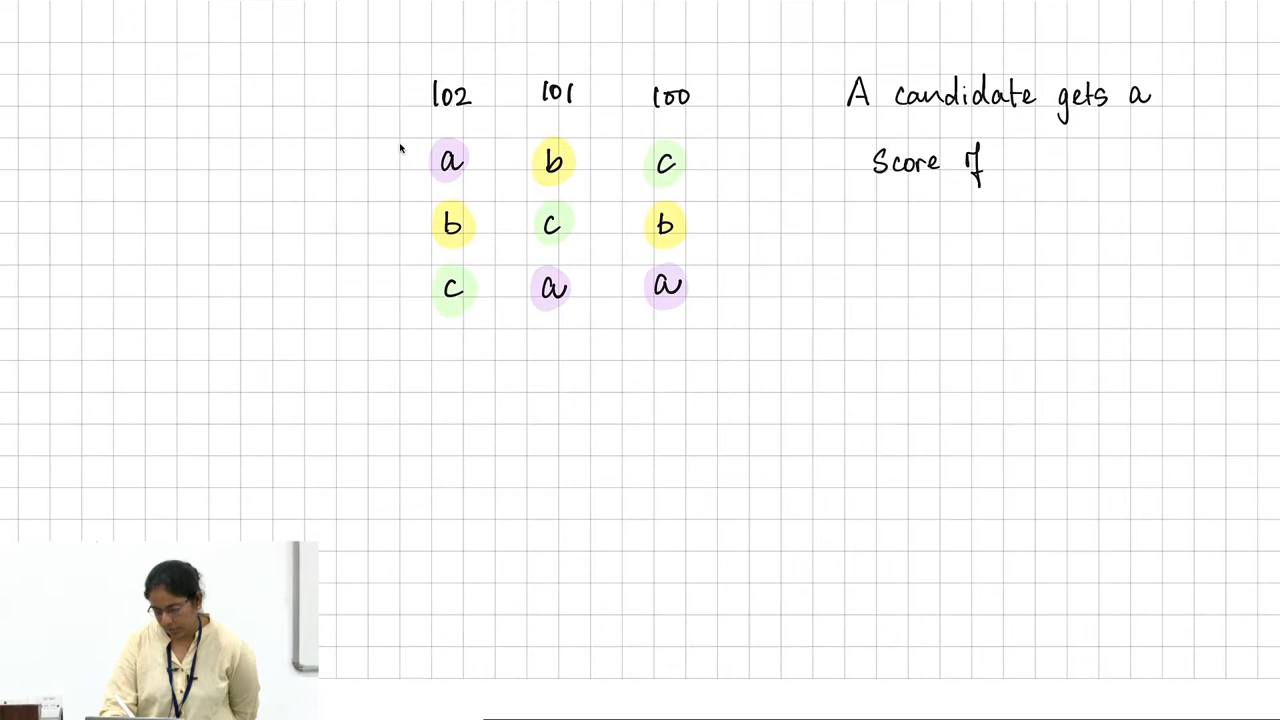 102 101 100
a b c
b c b
c a a
A candidate gets a
score of